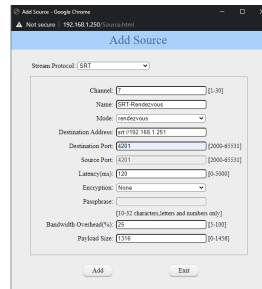 Add Source - Google Chrome
Not secure | 192.168.1.250/Source.html
Add Source
Stream Protocol: SRT
Channel: 7 [1-30]
Name: SRT-Rendezvous
Mode: rendezvous
Destination Address: srt://192.168.1.251
Destination Port: 4201 [2000-65531]
Source Port: 4201 [2000-65531]
Latency(ms): 120 [0-5000]
Encryption: None
Passphrase:
[10-32 characters,letters and numbers only]
Bandwidth Overhead(%): 25 [5-100]
Payload Size: 1316 [0-1458]
Add Exit